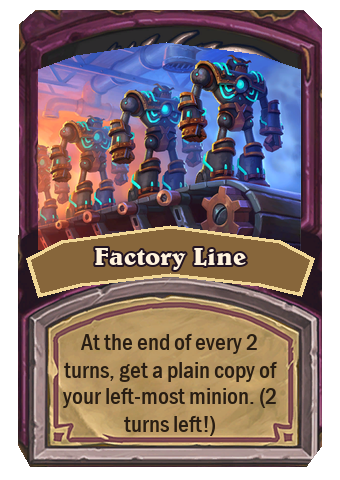 Factory Line
At the end of every 2
turns, get a plain copy of
your left-most minion. (2
turns left!)